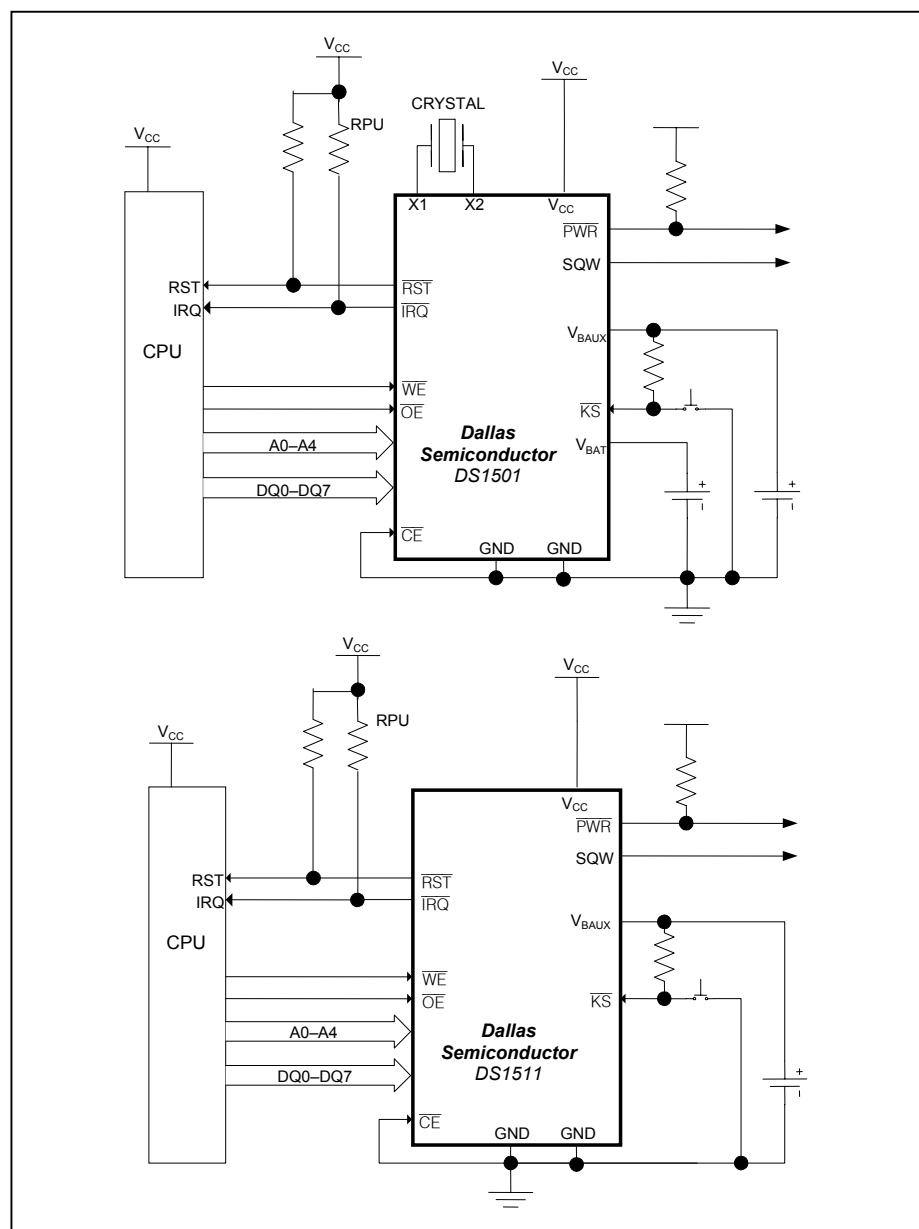 VCC
CRYSTAL
VCC
RPU
VCC
X1 X2 VCC
PWR
SQW
RST RST
IRQ IRQ
CPU
VBAUX
WE
OE
KS
A0–A4
Dallas
Semiconductor
DS1501
VBAT
DQ0–DQ7
+
-
+
-
CE
GND GND
VCC
VCC
RPU
VCC
VCC
PWR
SQW
RST RST
IRQ IRQ
CPU
VBAUX
WE
OE
KS
A0–A4
Dallas
Semiconductor
DS1511
DQ0–DQ7
+
-
CE
GND GND